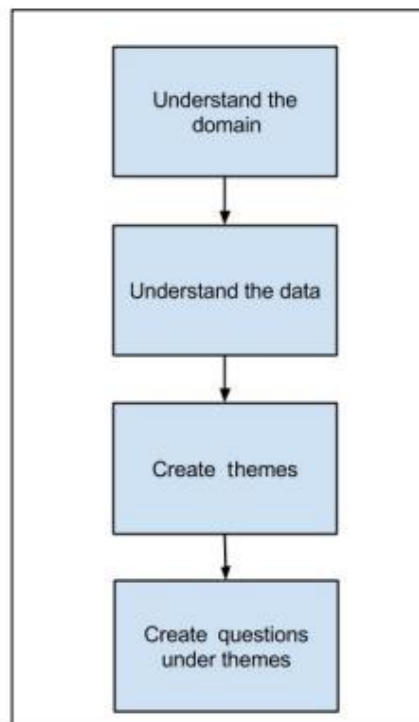 Understand the
domain
Understand the data
Create themes
Create questions
under themes